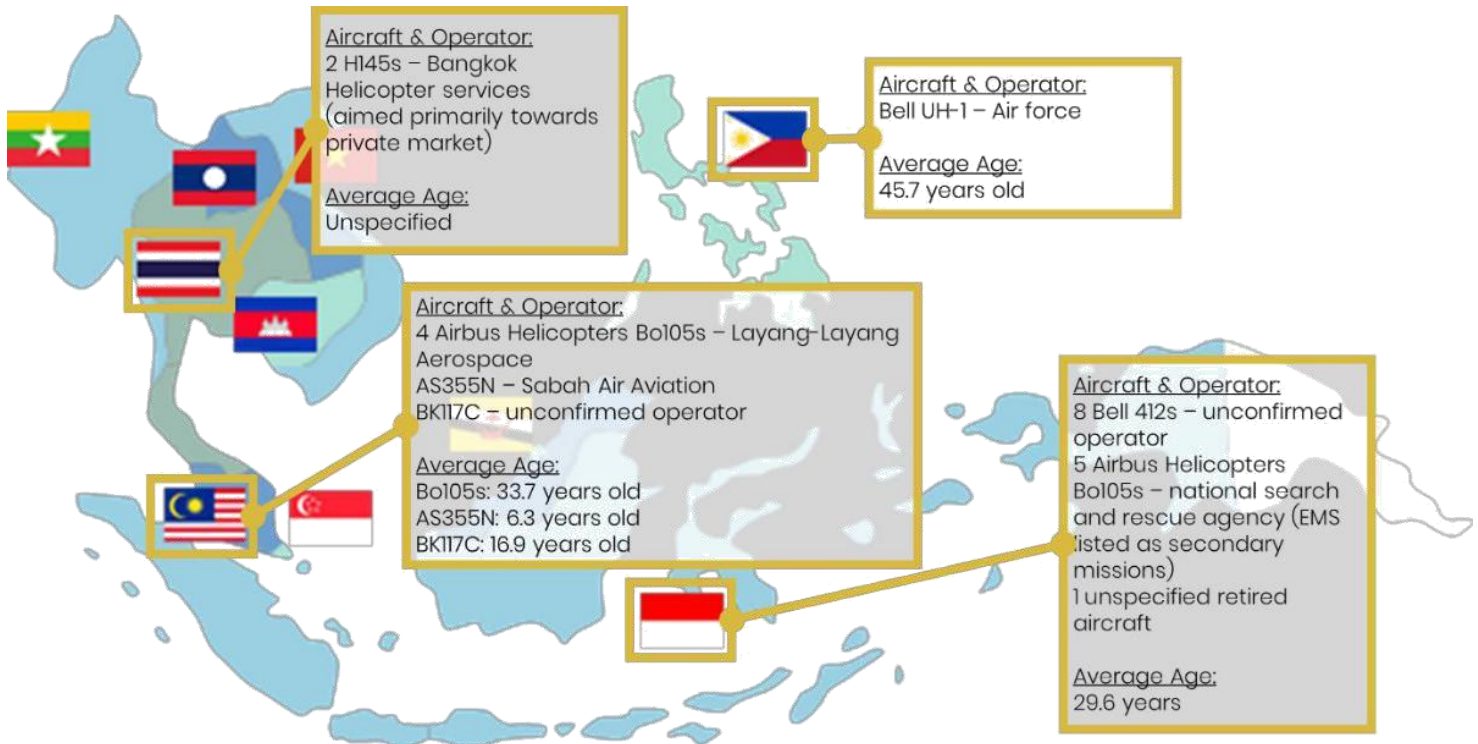 Aircraft & Operator:
2 H145s – Bangkok
Helicopter services
(aimed primarily towards
private market)
Average Age:
Unspecified
Aircraft & Operator:
Bell UH-1 – Air force
Average Age:
45.7 years old
Aircraft & Operator:
4 Airbus Helicopters Bo105s – Layang-Layang
Aerospace
AS355N – Sabah Air Aviation
BK117C – unconfirmed operator
Average Age:
Bo105s: 33.7 years old
AS355N: 6.3 years old
BK117C: 16.9 years old
Aircraft & Operator:
8 Bell 412s – unconfirmed
operator
5 Airbus Helicopters
Bo105s – national search
and rescue agency (EMS
listed as secondary
missions)
1 unspecified retired
aircraft
Average Age:
29.6 years